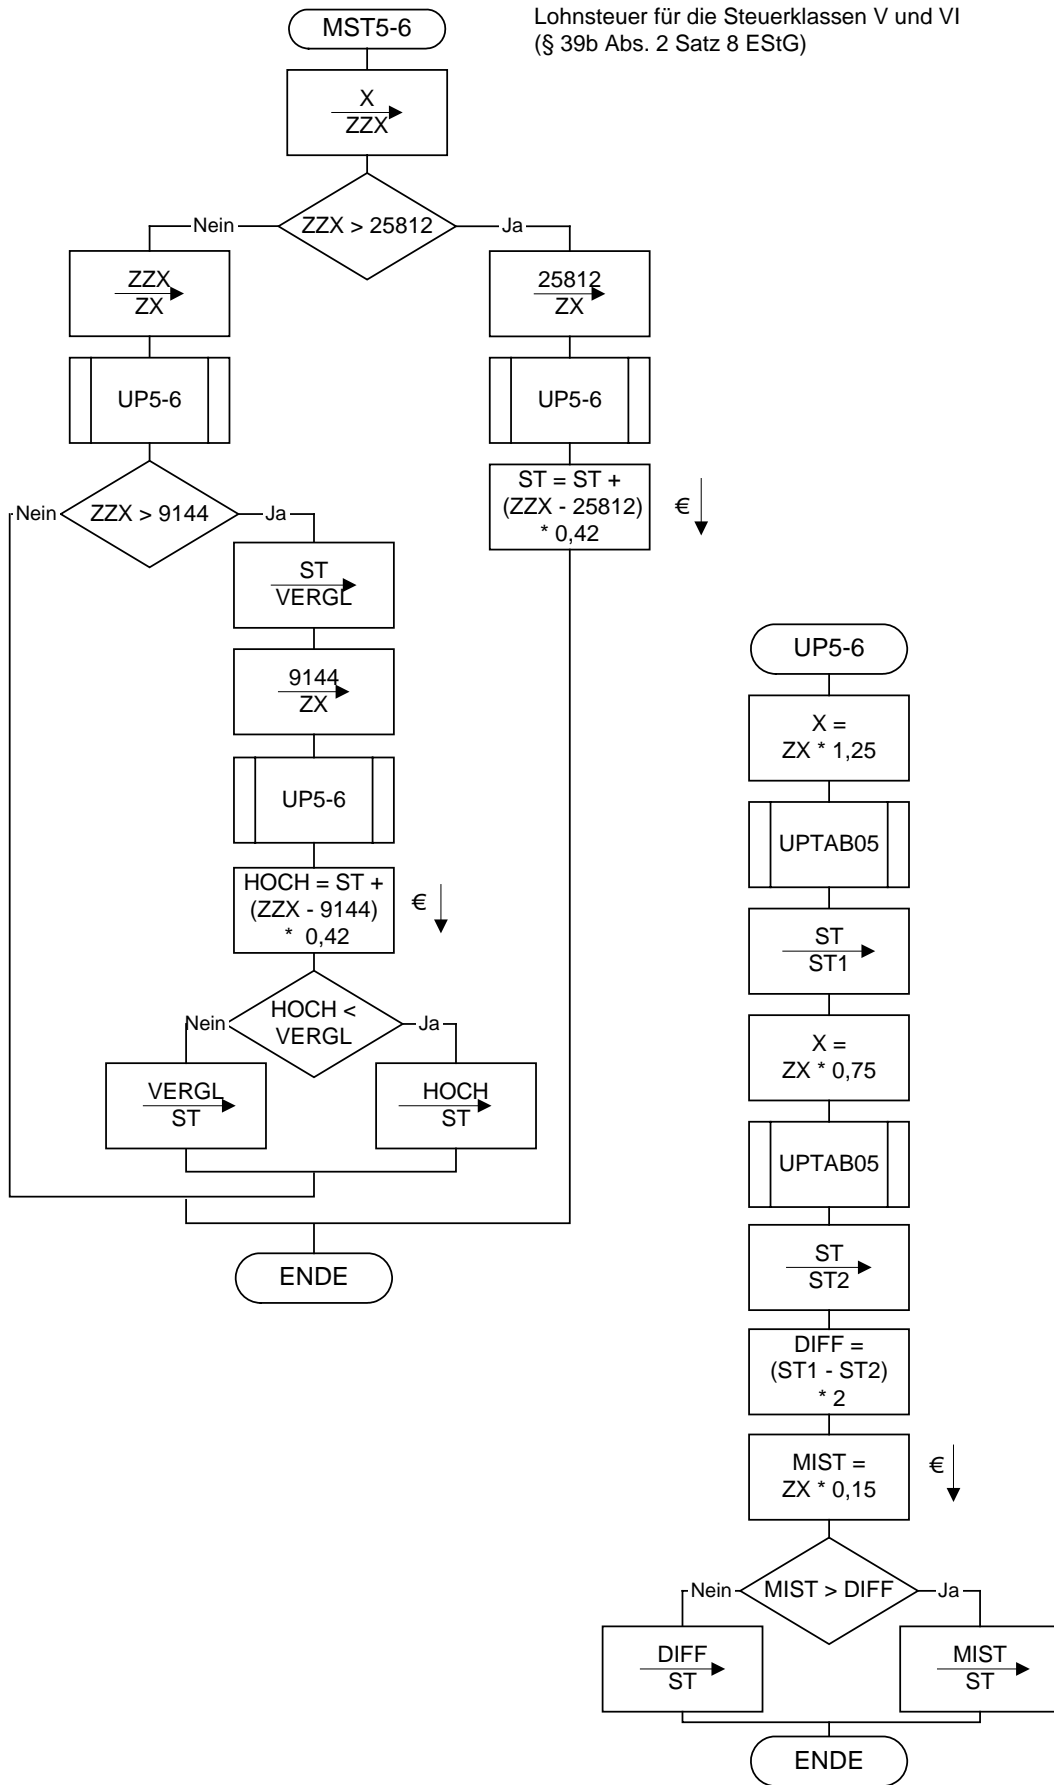 Lohnsteuer für die Steuerklassen V und VI
(§ 39b Abs. 2 Satz 8 EStG)
MST5-6
X
ZZX
ZZX > 25812
Nein
Ja
ZZX
ZX
UP5-6
ZZX > 9144
Nein
Ja
ST
VERGL
9144
ZX
UP5-6
HOCH = ST +
(ZZX - 9144)
* 0,42
€
HOCH <
VERGL
Nein
Ja
VERGL
ST
HOCH
ST
25812
ZX
UP5-6
ST = ST +
(ZZX - 25812)
* 0,42
€
ENDE
UP5-6
X =
ZX * 1,25
UPTAB05
ST
ST1
X =
ZX * 0,75
UPTAB05
ST
ST2
DIFF =
(ST1 - ST2)
* 2
MIST =
ZX * 0,15
€
MIST > DIFF
Nein
Ja
DIFF
ST
MIST
ST
ENDE